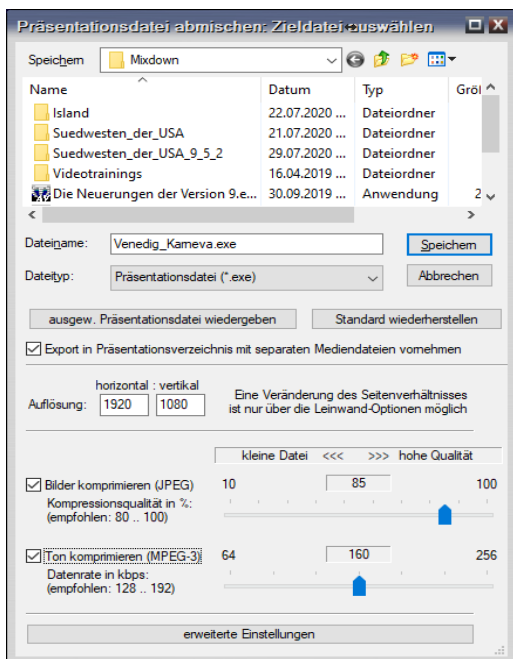 Präsentationsdatei abmischen: Zieldatei auswählen
Speichern Mixdown
Name Datum Typ Größ
Island 22.07.2020 ... Dateiordner
Suedwesten_der_USA 21.07.2020 ... Dateiordner
Suedwesten_der_USA_9_5_2 29.07.2020 ... Dateiordner
Videotrainings 16.04.2019 ... Dateiordner
Die Neuerungen der Version 9.e... 30.09.2019 ... Anwendung 2
Dateiname: Venedig_Karneva.exe Speichern
Dateityp: Präsentationsdatei (*.exe) Abbrechen
ausgew. Präsentationsdatei wiedergeben Standard wiederherstellen
Export in Präsentationsverzeichnis mit separaten Mediendateien vornehmen
horizontal : vertikal
Auflösung: 1920 1080 Eine Veränderung des Seitenverhältnisses
ist nur über die Leinwand-Optionen möglich
kleine Datei <<< >>> hohe Qualität
Bilder komprimieren (JPEG) 10 85 100
Kompressionsqualität in %:
(empfohlen: 80 .. 100)
Ton komprimieren (MPEG-3) 64 160 256
Datenrate in kbps:
(empfohlen: 128 .. 192)
erweiterte Einstellungen